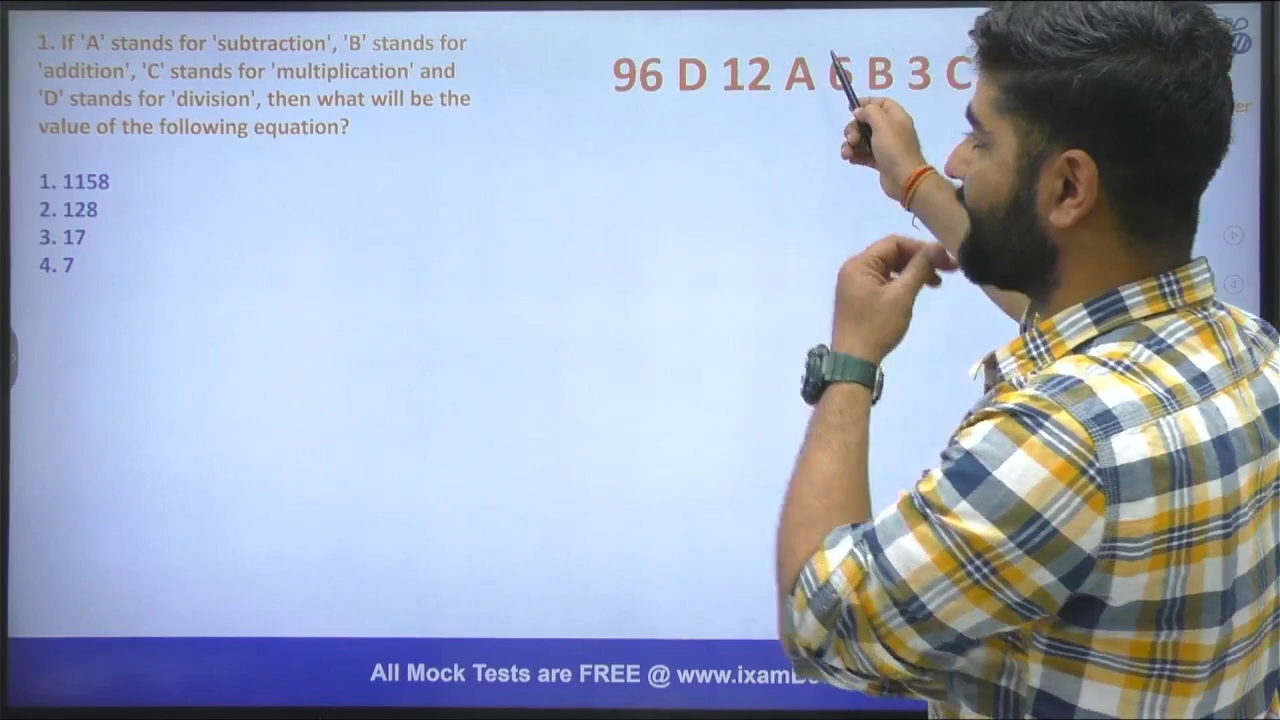 1. If 'A' stands for 'subtraction', 'B' stands for
'addition', 'C' stands for 'multiplication' and
'D' stands for 'division', then what will be the
value of the following equation?
96 D 12 A 6 B 3 C
1. 1158
2. 128
3. 17
4. 7
All Mock Tests are FREE @